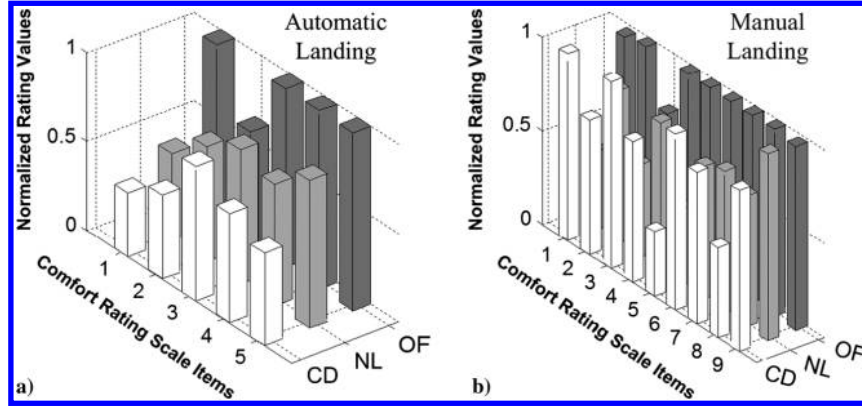 Automatic
Landing
Normalized Rating Values
1
0.5
0
1
2
3
4
5
Comfort Rating Scale Items
CD
NL
OF
a)
Manual
Landing
Normalized Rating Values
1
0.5
0
1
2
3
4
5
6
7
8
9
Comfort Rating Scale Items
CD
NL
OF
b)